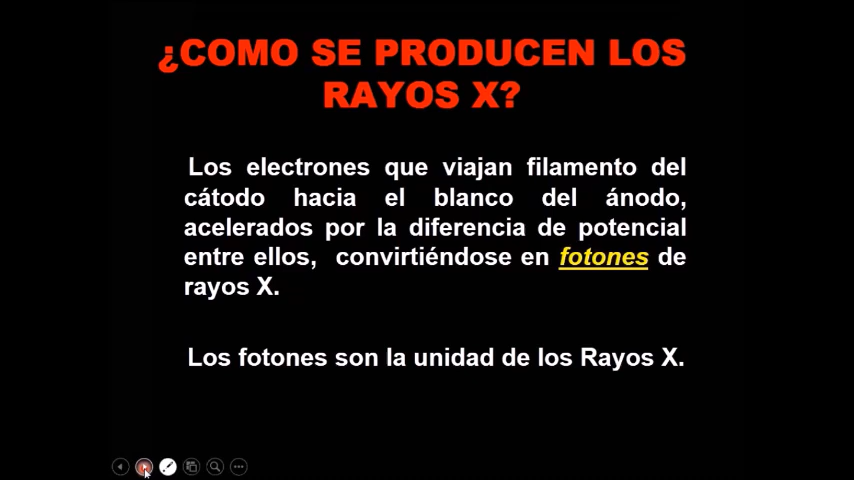 ¿COMO SE PRODUCEN LOS
RAYOS X?
Los electrones que viajan filamento del
cátodo hacia el blanco del ánodo,
acelerados por la diferencia de potencial
entre ellos, convirtiéndose en fotones de
rayos X.
Los fotones son la unidad de los Rayos X.